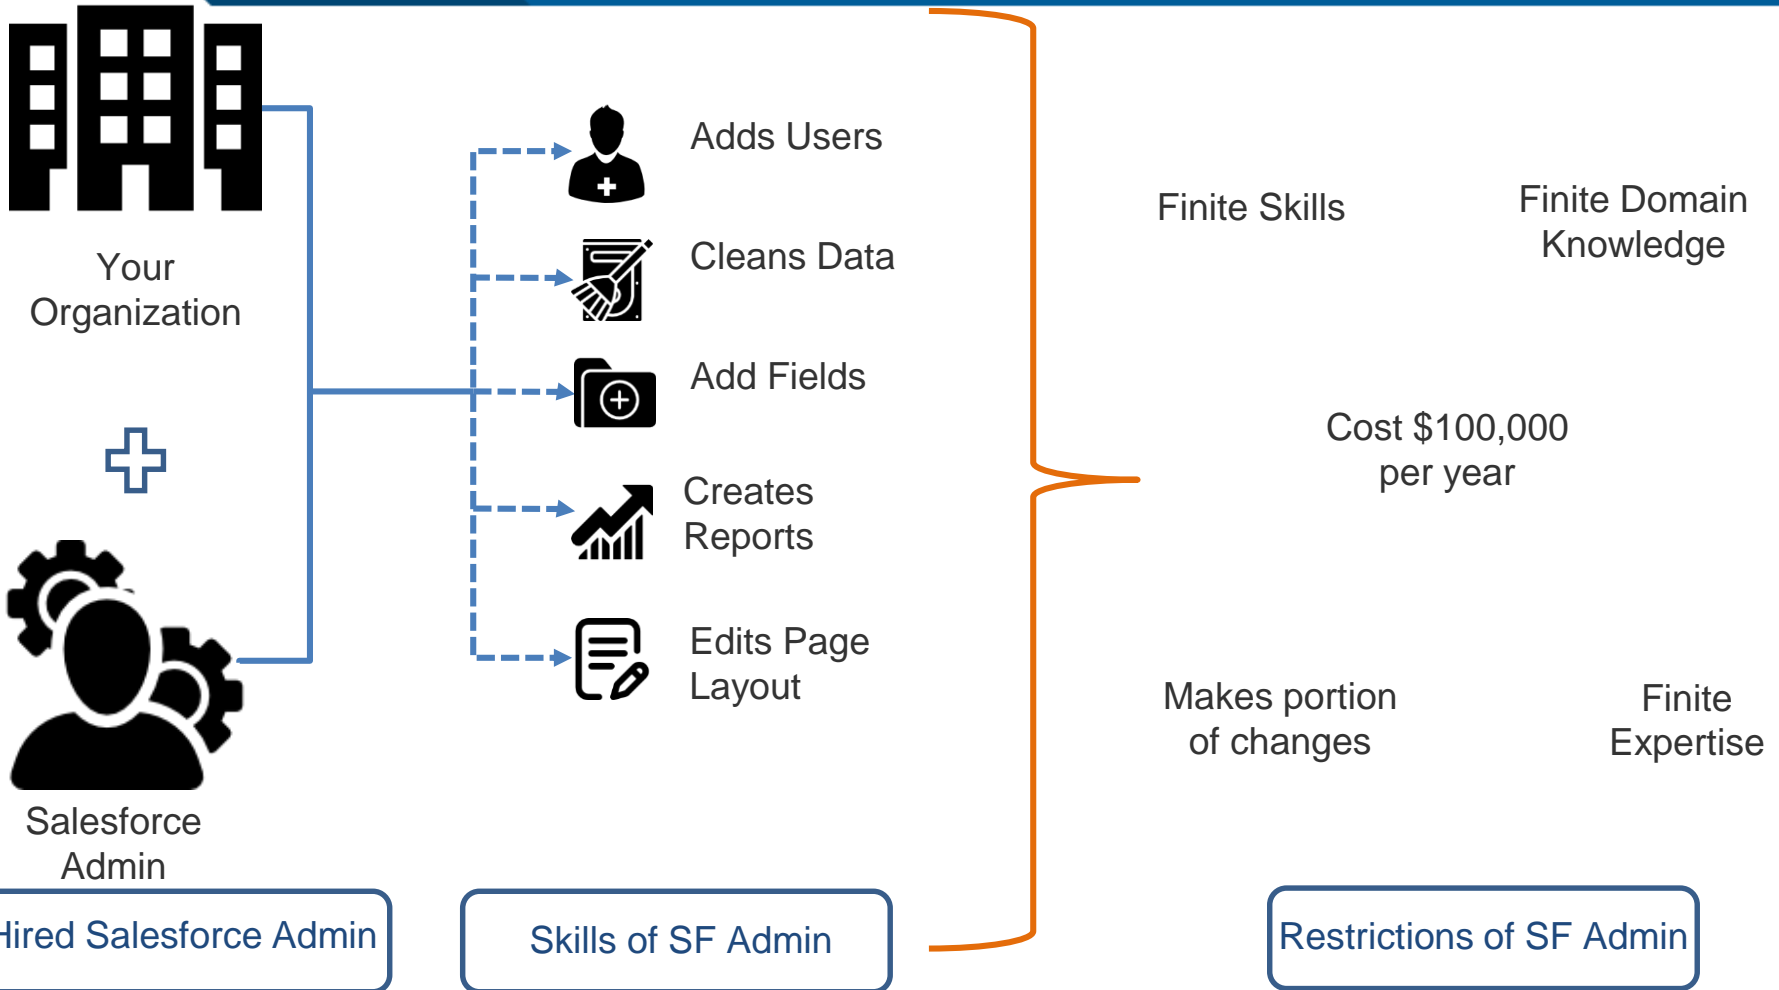 Your
Organization
Salesforce
Admin
Hired Salesforce Admin
Adds Users
Cleans Data
Add Fields
Creates
Reports
Edits Page
Layout
Skills of SF Admin
Finite Skills
Finite Domain
Knowledge
Cost $100,000
per year
Makes portion
of changes
Finite
Expertise
Restrictions of SF Admin